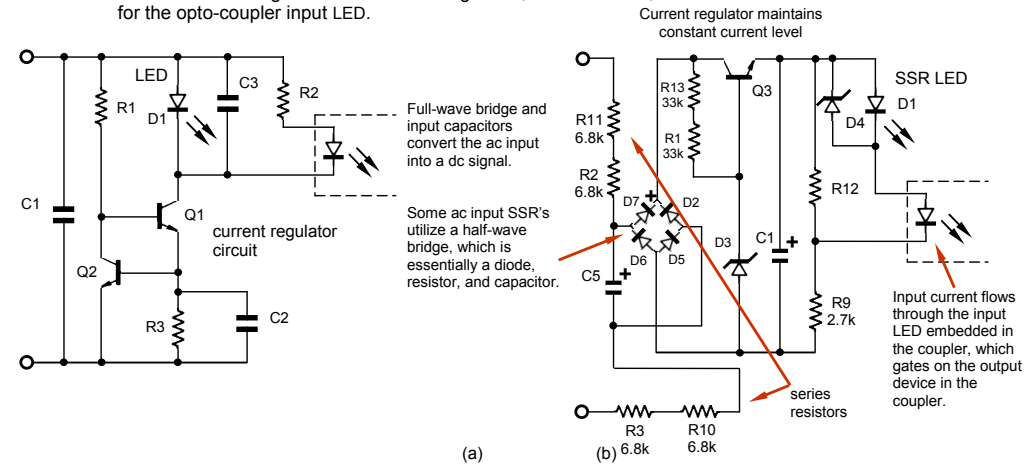 for the opto-coupler input LED.
Current regulator maintains
constant current level
LED
D1
C3
R1
R2
C1
Q1
Q2
current regulator
circuit
R3
C2
Full-wave bridge and
input capacitors
convert the ac input
into a dc signal.
Some ac input SSR's
utilize a half-wave
bridge, which is
essentially a diode,
resistor, and capacitor.
R11
6.8k
R2
6.8k
R13
33k
R1
33k
Q3
D7
+
D2
D6
D5
C5
+
D3
C1
+
D4
SSR LED
D1
R12
R9
2.7k
Input current flows
through the input
LED embedded in
the coupler, which
gates on the output
device in the
coupler.
series
resistors
R3
6.8k
R10
6.8k
(a)
(b)